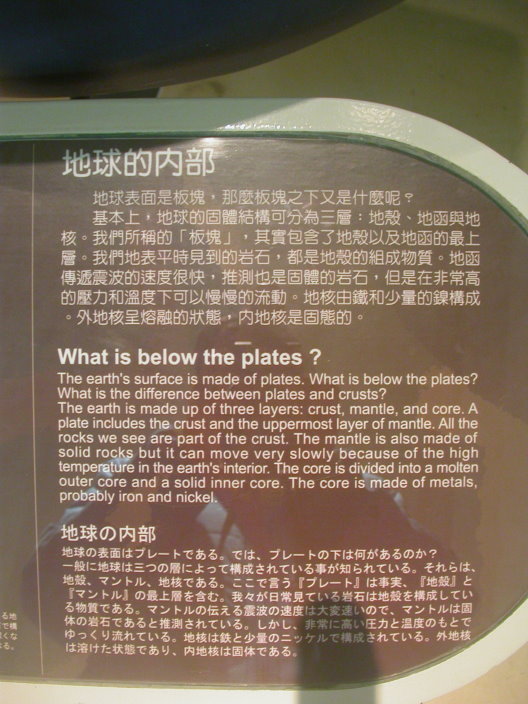 地球的內部
地球表面是板塊，那麼板塊之下又是什麼呢？
基本上，地球的固體結構可分為三層：地殼、地函與地
核。我們所稱的「板塊」，其實包含了地殼以及地函的最上
層。我們地表平時見到的岩石，都是地殼的組成物質。地函
傳遞震波的速度很快，推測也是固體的岩石，但是在非常高
的壓力和溫度下可以慢慢的流動。地核由鐵和少量的鎳構成
。外地核呈熔融的狀態，內地核是固態的。
What is below the plates ?
The earth's surface is made of plates. What is below the plates?
What is the difference between plates and crusts?
The earth is made up of three layers: crust, mantle, and core. A
plate includes the crust and the uppermost layer of mantle. All the
rocks we see are part of the crust. The mantle is also made of
solid rocks but it can move very slowly because of the high
temperature in the earth's interior. The core is divided into a molten
outer core and a solid inner core. The core is made of metals,
probably iron and nickel.
地球の内部
地球の表面はプレートである。では、プレートの下は何があるのか？
一般に地球は三つの層によって構成されている事が知られている。それらは、
地殻、マントル、地核である。ここで言う『プレート』は事実、『地殻』と
『マントル』の最上層を含む。我々が日常見ている岩石は地殻を構成してい
る物質である。マントルの伝える震波の速度は大変速いので、マントルは固
体の岩石であると推測されている。しかし、非常に高い圧力と温度のもとで
ゆっくり流れている。地核は鉄と少量のニッケルで構成されている。外地核
は溶けた状態であり、内地核は固体である。